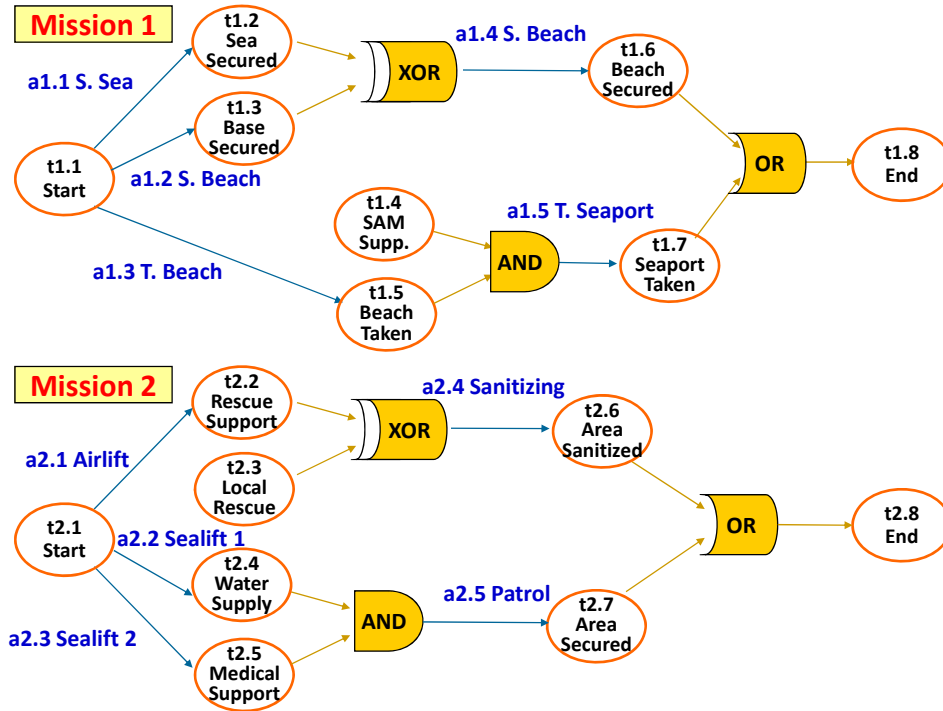 Mission 1
t1.2
Sea
Secured
a1.4 S. Beach
XOR
t1.6
Beach
Secured
a1.1 S. Sea
t1.3
Base
Secured
t1.1
Start
a1.2 S. Beach
OR
t1.8
End
t1.4
SAM
Supp.
a1.5 T. Seaport
AND
t1.7
Seaport
Taken
a1.3 T. Beach
t1.5
Beach
Taken
Mission 2
t2.2
Rescue
Support
a2.4 Sanitizing
XOR
t2.6
Area
Sanitized
a2.1 Airlift
t2.3
Local
Rescue
t2.1
Start
a2.2 Sealift 1
OR
t2.8
End
t2.4
Water
Supply
AND
a2.5 Patrol
t2.7
Area
Secured
a2.3 Sealift 2
t2.5
Medical
Support